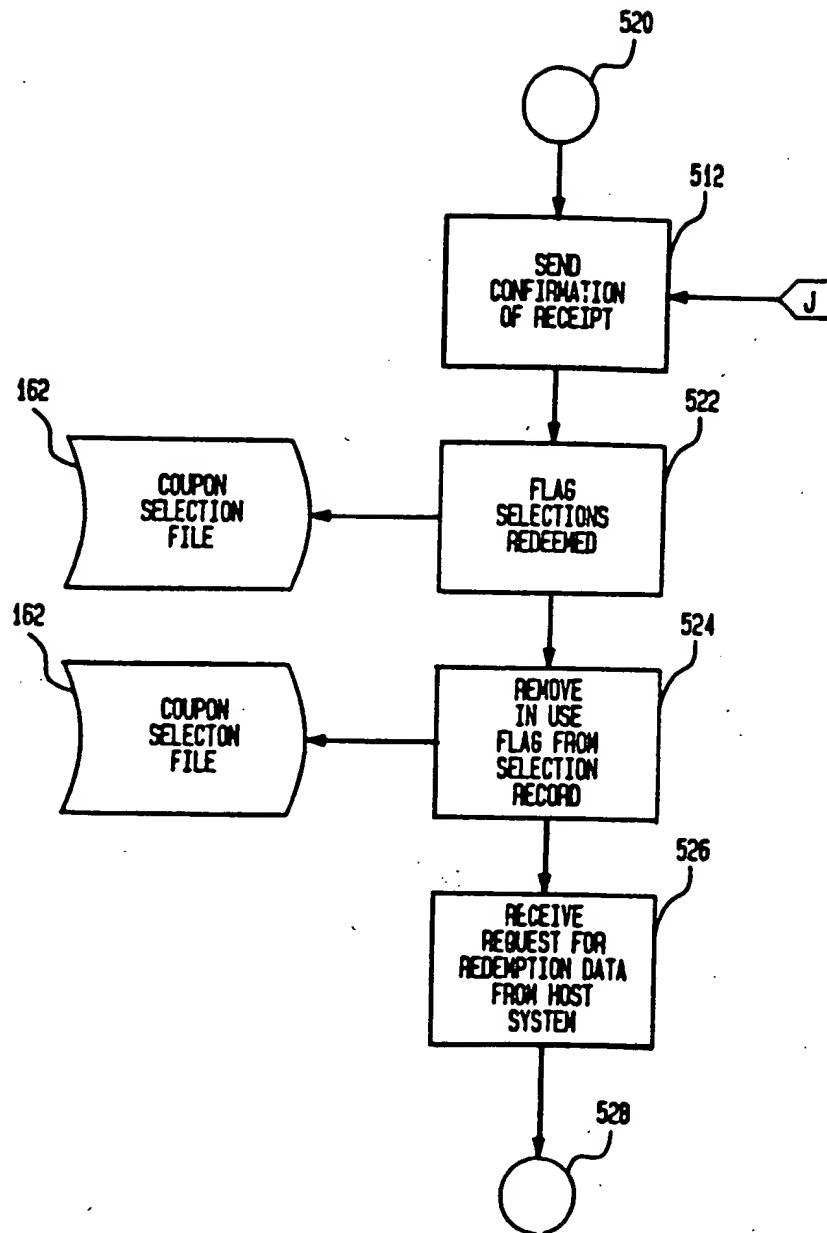 520
512
SEND
CONFIRMATION
OF RECEIPT
J
162
522
COUPON
SELECTION
FILE
FLAG
SELECTIONS
REDEEMED
162
524
COUPON
SELECTON
FILE
REMOVE
IN USE
FLAG FROM
SELECTION
RECORD
526
RECEIVE
REQUEST FOR
REDEMPTION DATA
FROM HOST
SYSTEM
528